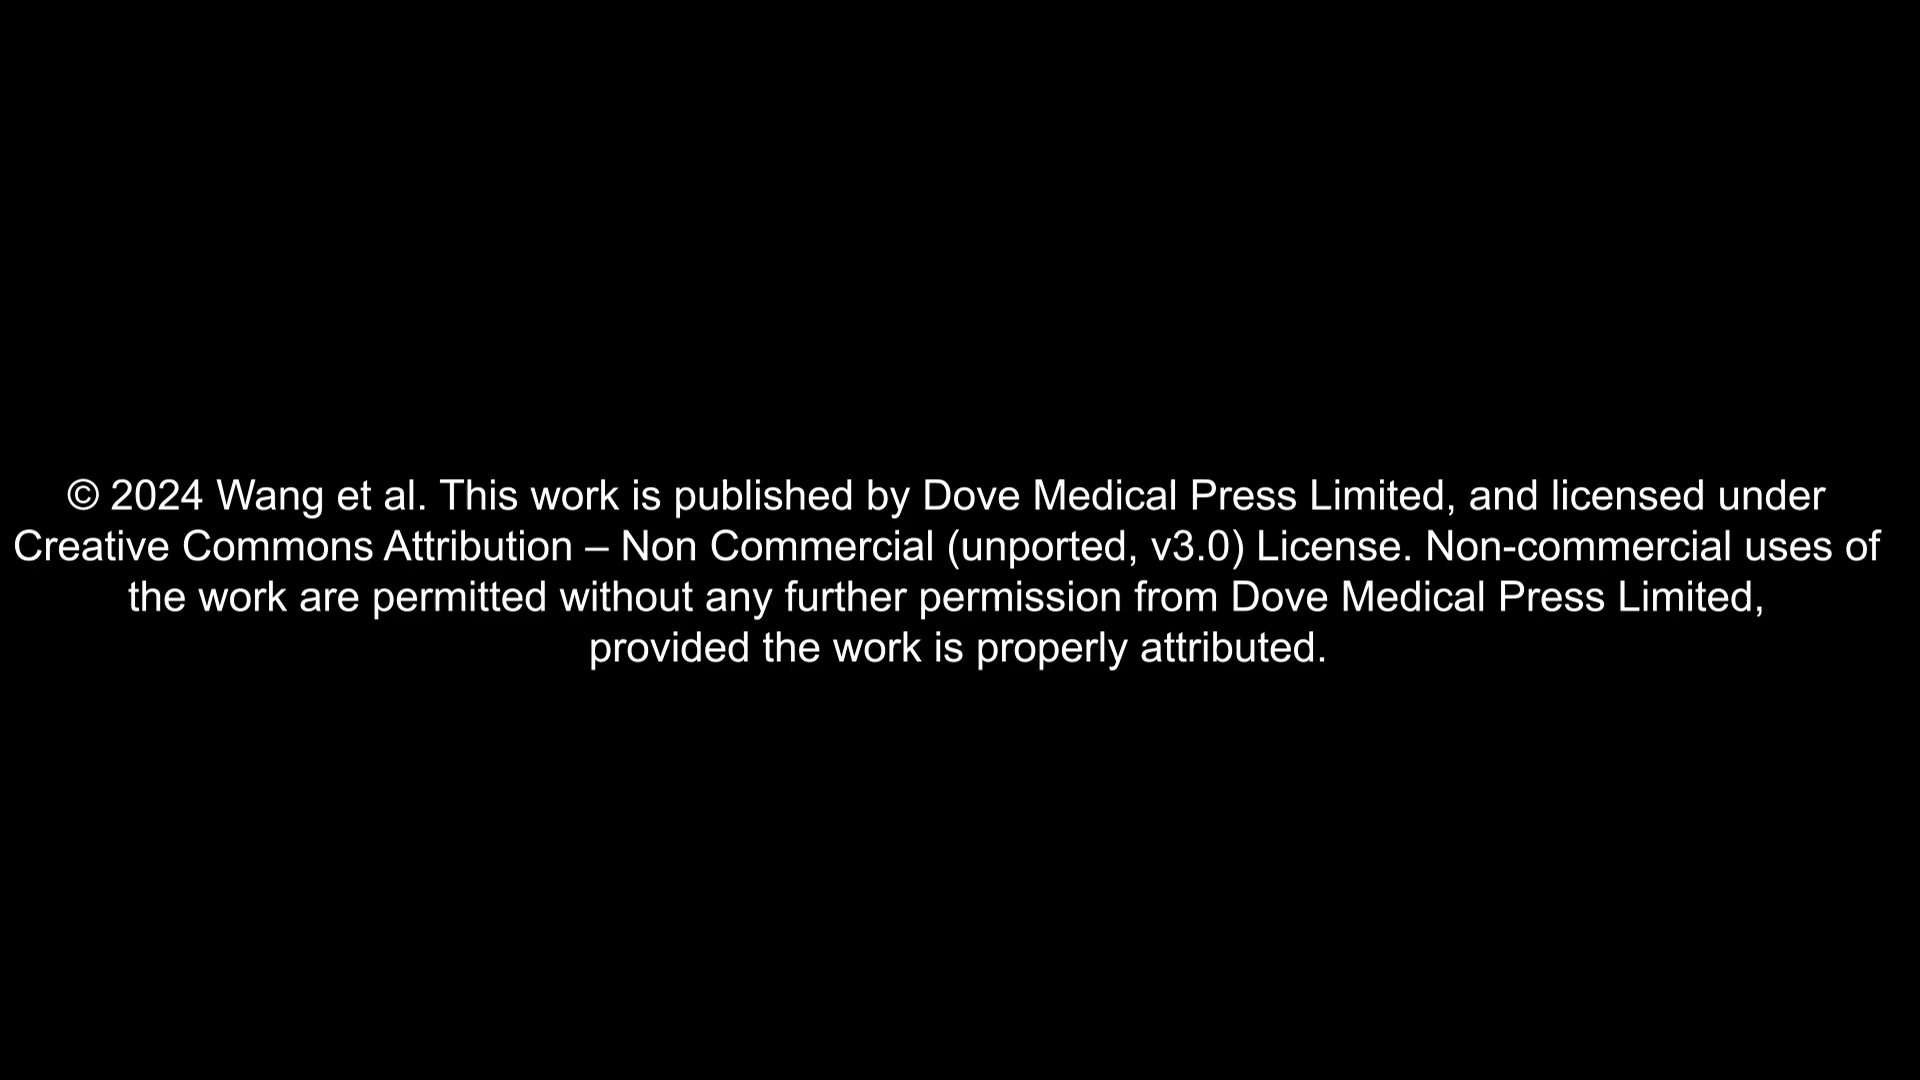 © 2024 Wang et al. This work is published by Dove Medical Press Limited, and licensed under
Creative Commons Attribution – Non Commercial (unported, v3.0) License. Non-commercial uses of
the work are permitted without any further permission from Dove Medical Press Limited,
provided the work is properly attributed.